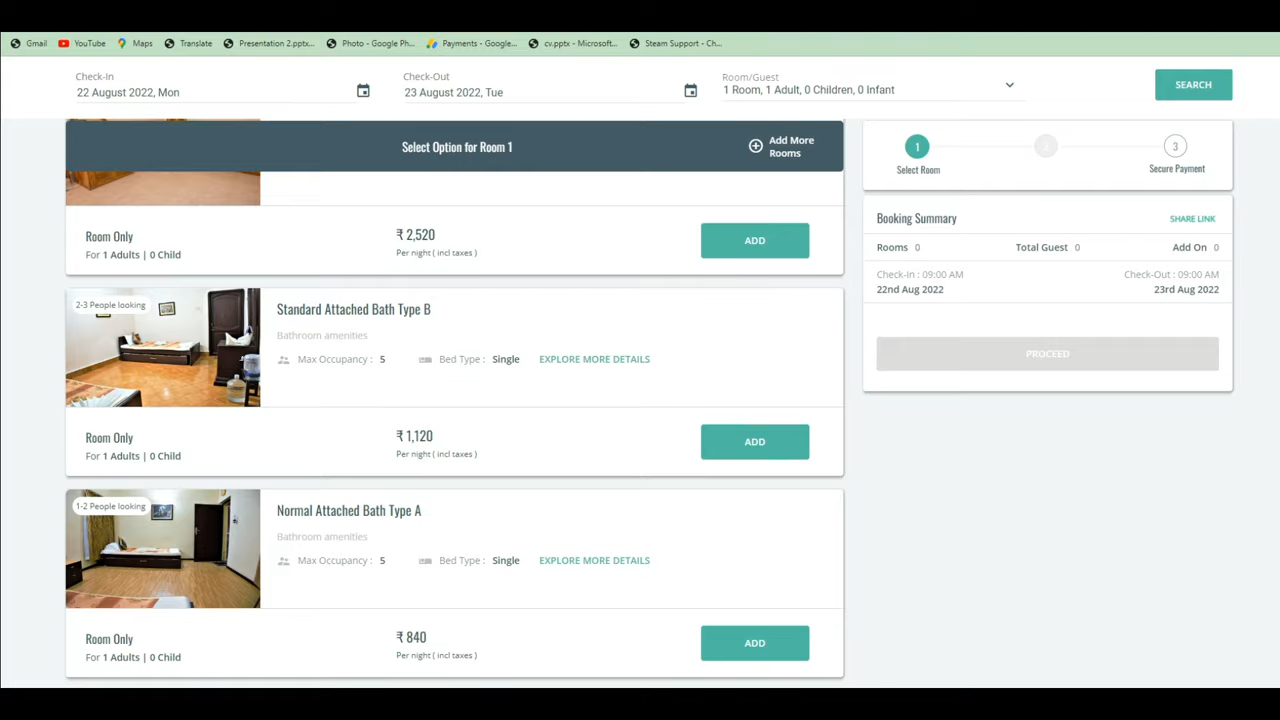 Gmail YouTube Maps Translate Presentation 2.pptx... Photo - Google Ph... Payments - Google... cv.pptx - Microsoft... Steam Support - Ch...
Check-In Check-Out Room/Guest
22 August 2022, Mon 23 August 2022, Tue 1 Room, 1 Adult, 0 Children, 0 Infant SEARCH
Select Option for Room 1 Add More
Rooms
Room Only ₹ 2,520 ADD
For 1 Adults | 0 Child Per night ( incl taxes )
2-3 People looking
Standard Attached Bath Type B
Bathroom amenities
Max Occupancy : 5 Bed Type : Single EXPLORE MORE DETAILS
Room Only ₹ 1,120 ADD
For 1 Adults | 0 Child Per night ( incl taxes )
1-2 People looking
Normal Attached Bath Type A
Bathroom amenities
Max Occupancy : 5 Bed Type : Single EXPLORE MORE DETAILS
Room Only ₹ 840 ADD
For 1 Adults | 0 Child Per night ( incl taxes )
1 2 3
Select Room Secure Payment
Booking Summary SHARE LINK
Rooms 0 Total Guest 0 Add On 0
Check-In : 09:00 AM Check-Out : 09:00 AM
22nd Aug 2022 23rd Aug 2022
PROCEED